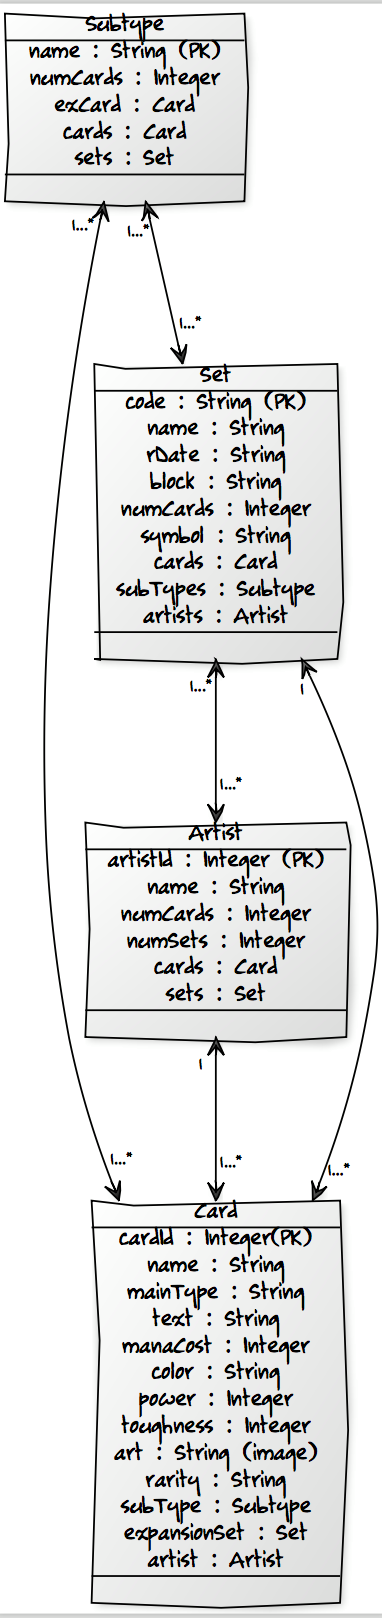 Subtype
name : String (PK)
numCards : Integer
exCard : Card
cards : Card
sets : Set
1...*
1...*
1...*
Set
code : String (PK)
name : String
rDate : String
block : String
numCards : Integer
symbol : String
cards : Card
subTypes : Subtype
artists : Artist
1...*
1
1...*
Artist
artistId : Integer (PK)
name : String
numCards : Integer
numSets : Integer
cards : Card
sets : Set
1
1...*
1...*
1...*
Card
cardId : Integer(PK)
name : String
mainType : String
text : String
manaCost : Integer
color : String
power : Integer
toughness : Integer
art : String (image)
rarity : String
subType : Subtype
expansionSet : Set
artist : Artist